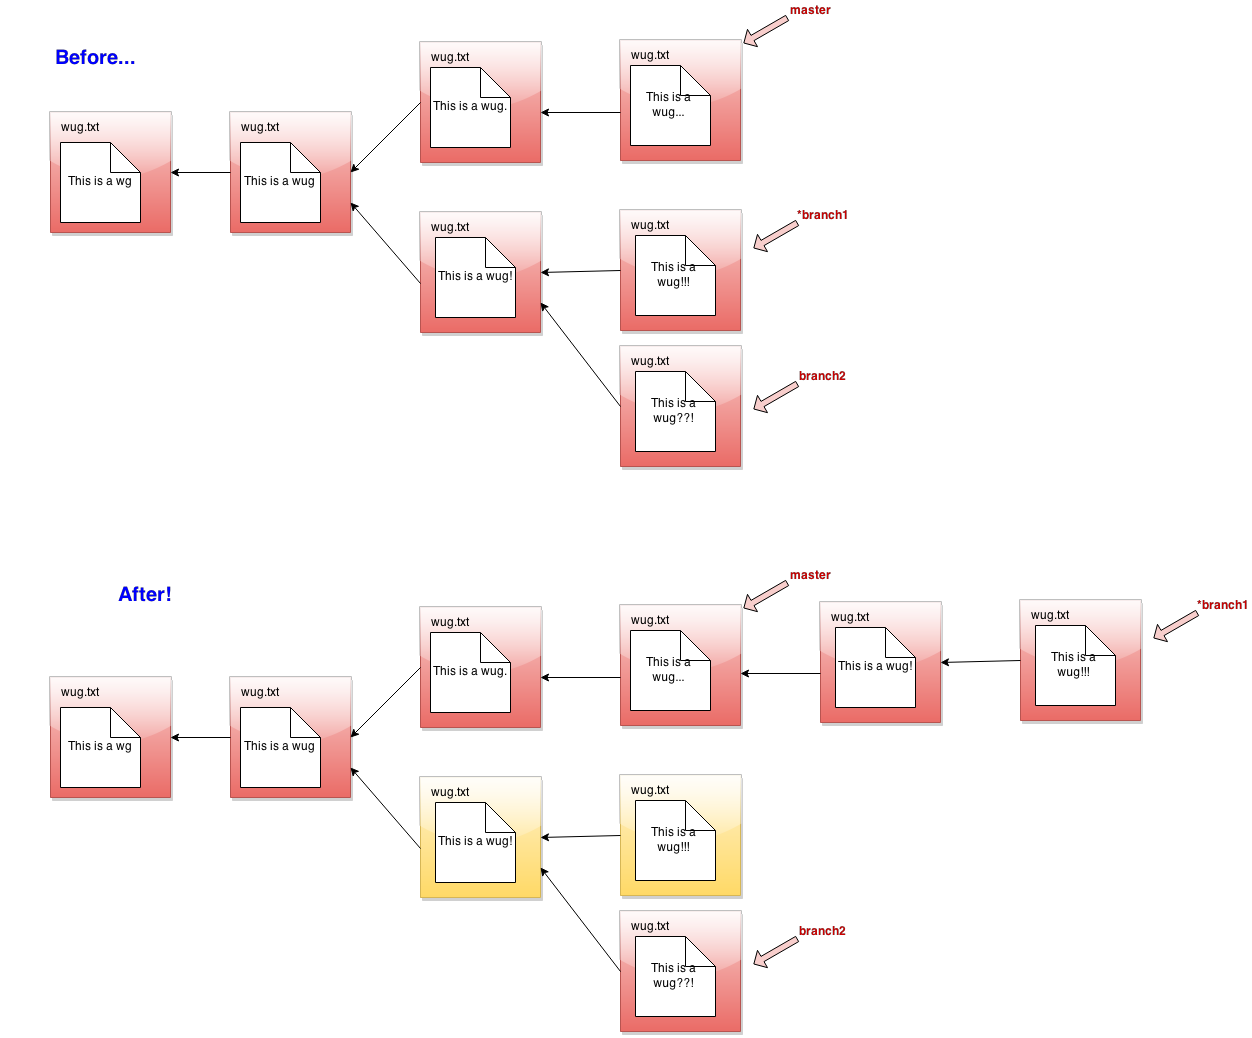 master
Before...
wug.txt
This is a wug.
wug.txt
This is a
wug...
wug.txt
This is a wg
wug.txt
This is a wug
*branch1
wug.txt
This is a wug!
wug.txt
This is a
wug!!!
wug.txt
This is a
wug??!
branch2
After!
master
*branch1
wug.txt
This is a wug.
wug.txt
This is a
wug...
wug.txt
This is a wug!
wug.txt
This is a
wug!!!
wug.txt
This is a wg
wug.txt
This is a wug
wug.txt
This is a wug!
wug.txt
This is a
wug!!!
wug.txt
This is a
wug??!
branch2